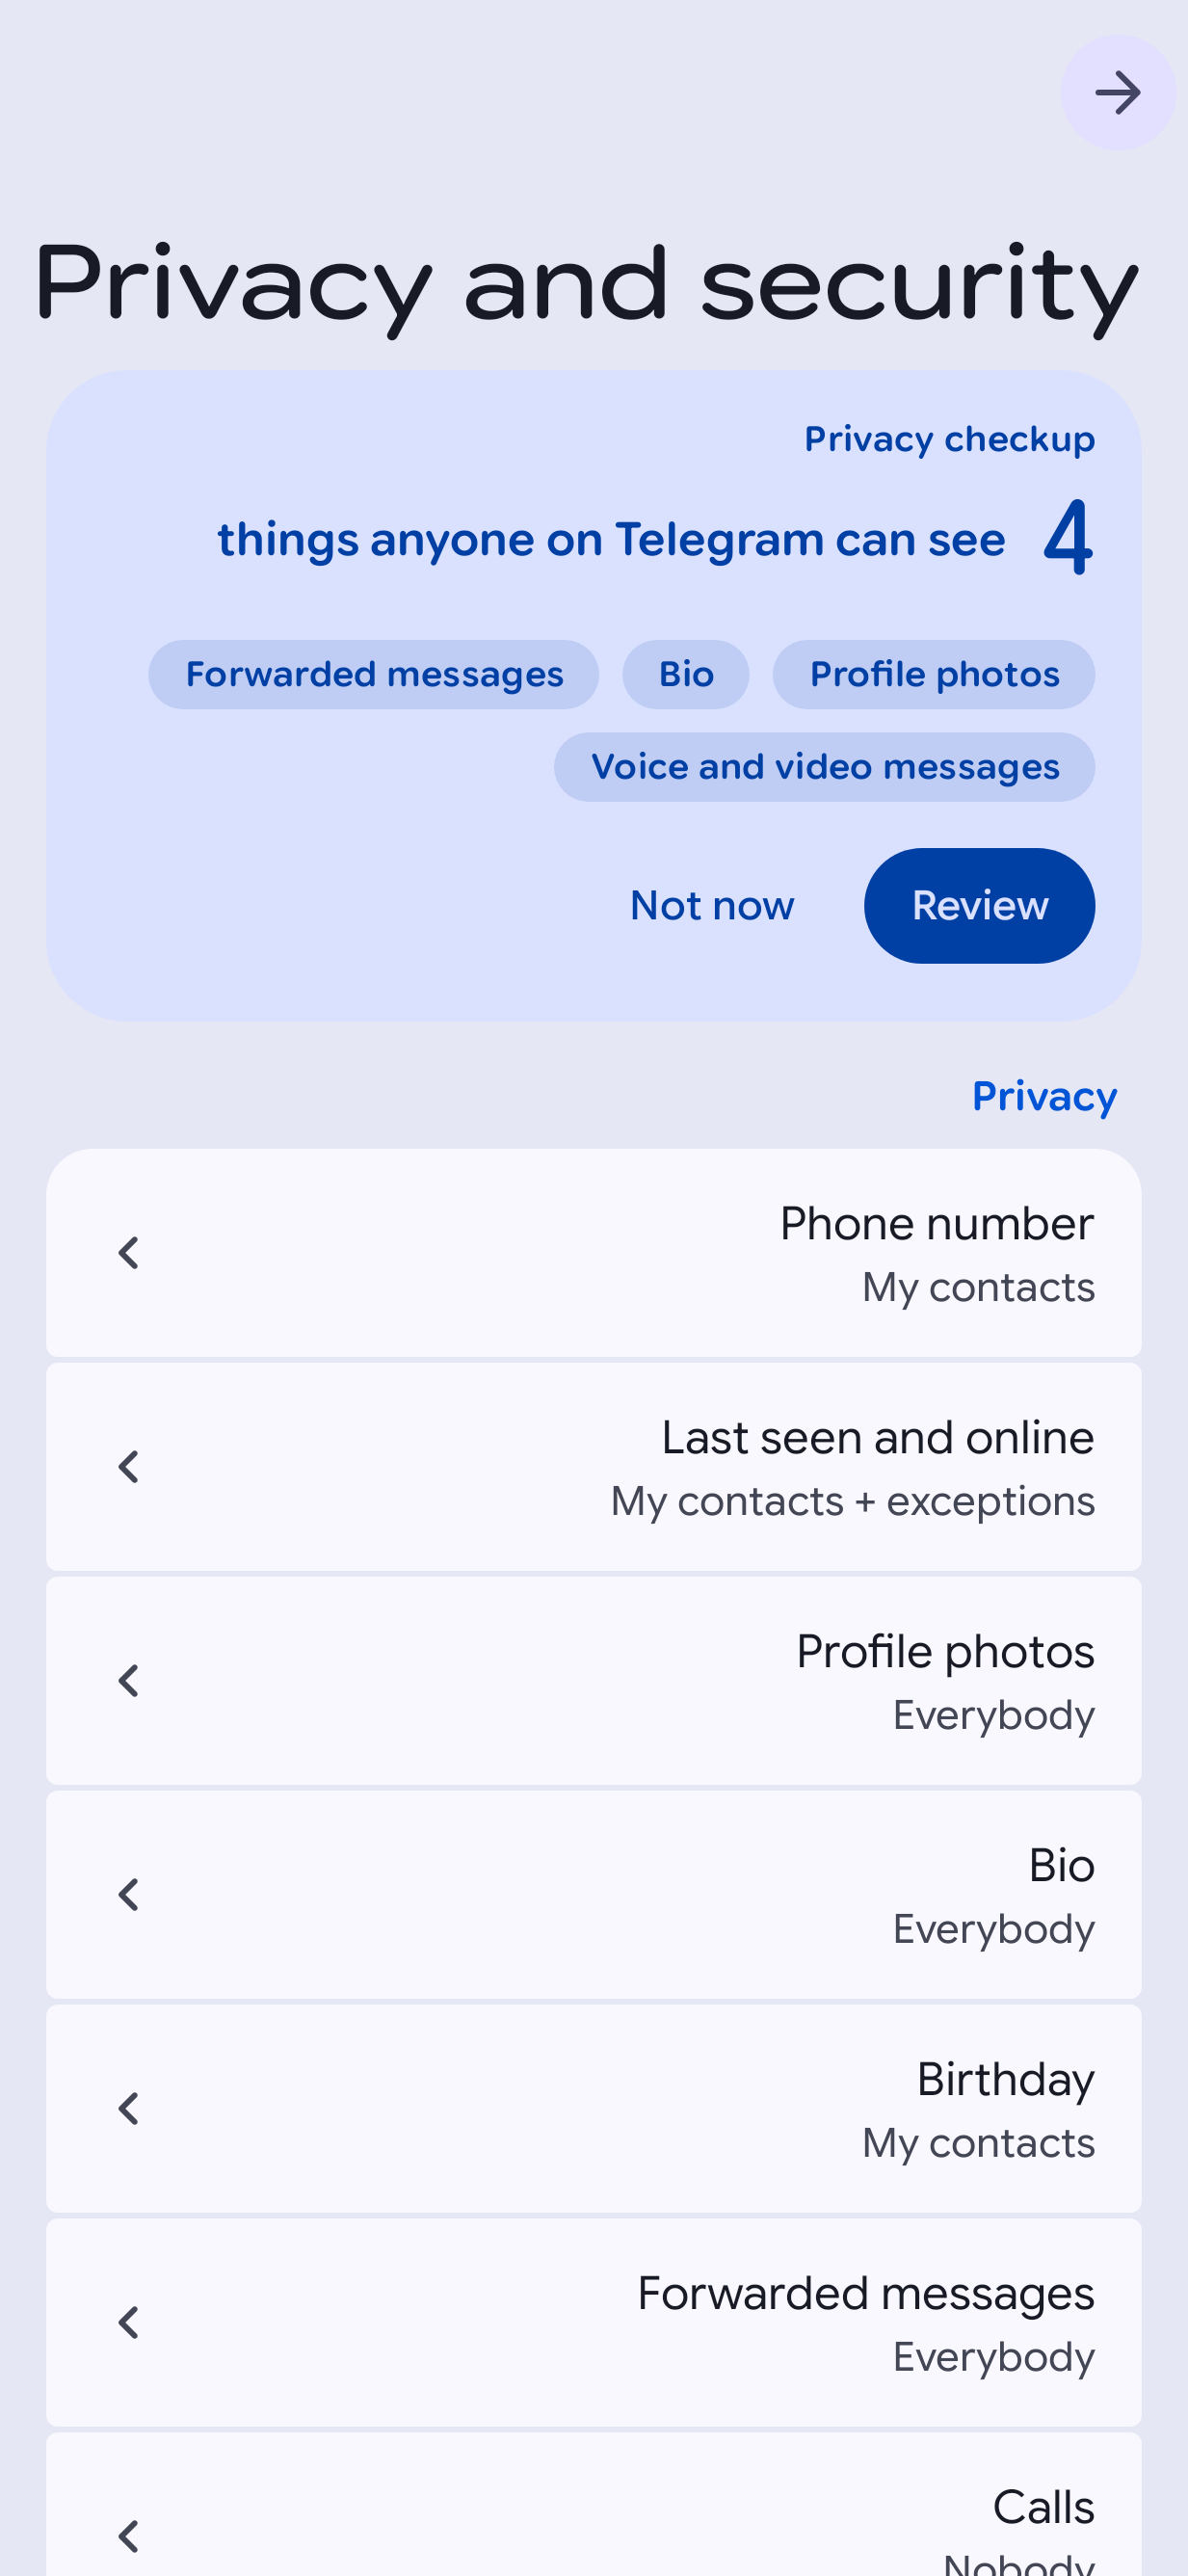 Privacy and security
Privacy checkup
4 things anyone on Telegram can see
Profile photos Bio Forwarded messages
Voice and video messages
Review Not now
Privacy
Phone number
My contacts
Last seen and online
My contacts + exceptions
Profile photos
Everybody
Bio
Everybody
Birthday
My contacts
Forwarded messages
Everybody
Calls
Nobody